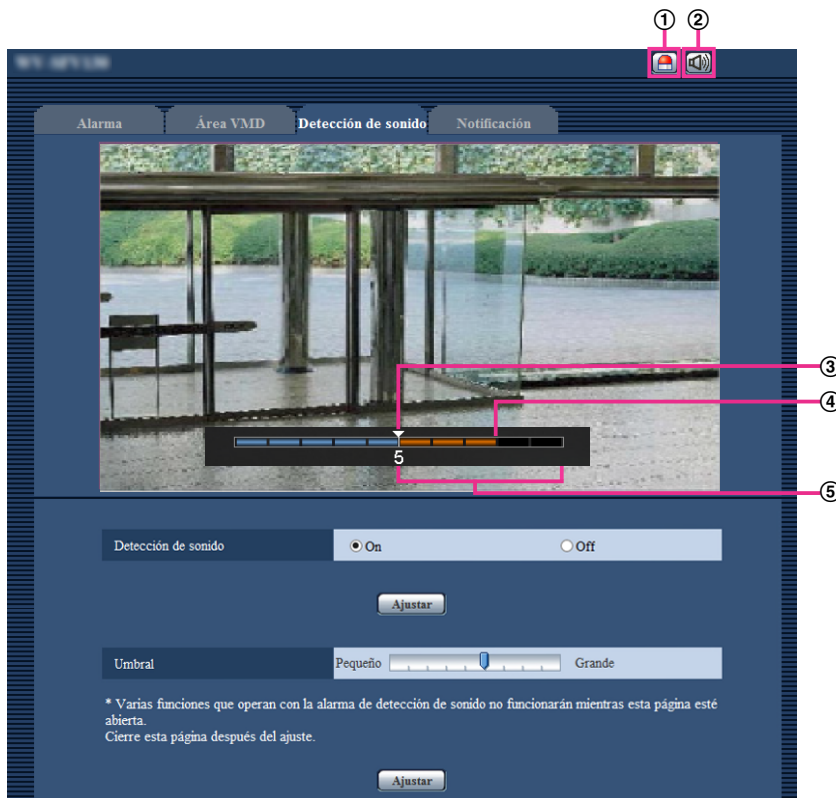 ① ②
Alarma Área VMD Detección de sonido Notificación
③
④
5
⑤
Detección de sonido On Off
Ajustar
Umbral Pequeño Grande
* Varias funciones que operan con la alarma de detección de sonido no funcionarán mientras esta página esté
abierta.
Cierre esta página después del ajuste.
Ajustar